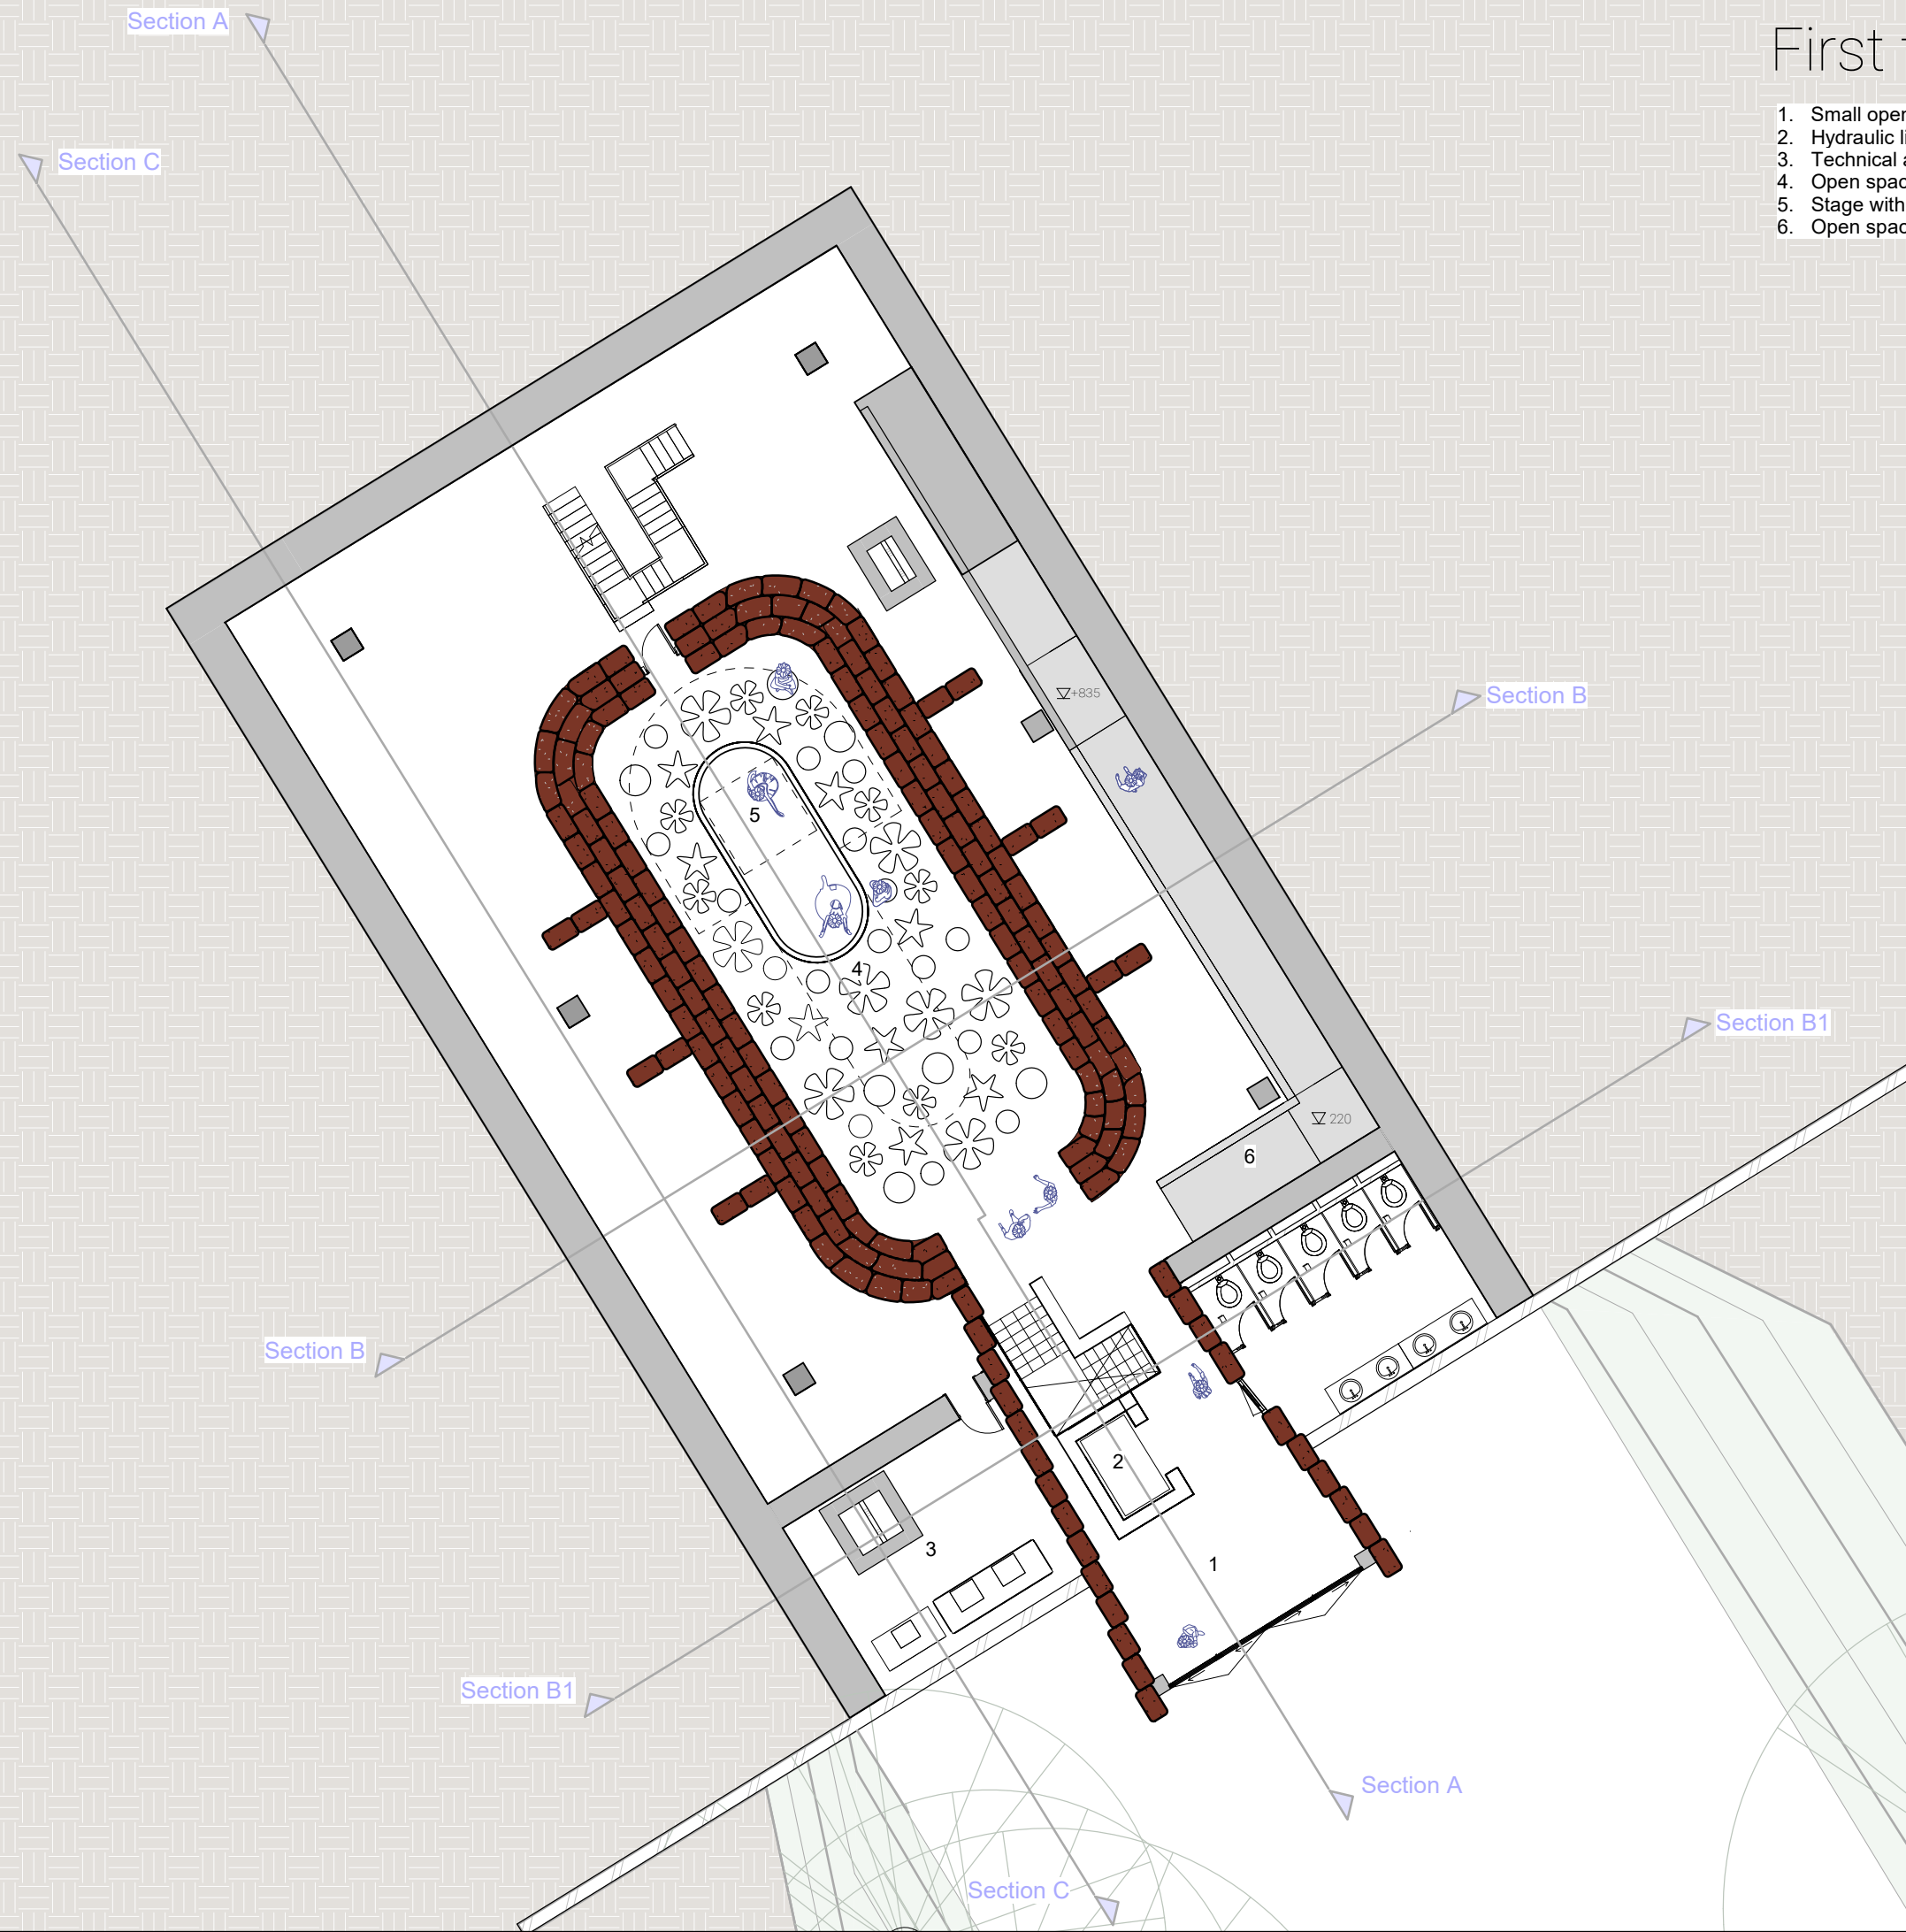 Section A
First
1. Small open
2. Hydraulic li
3. Technical a
4. Open spac
5. Stage with
6. Open spac
Section C
+835
Section B
5
4
Section B1
220
6
Section B
2
3
1
Section B1
Section A
Section C